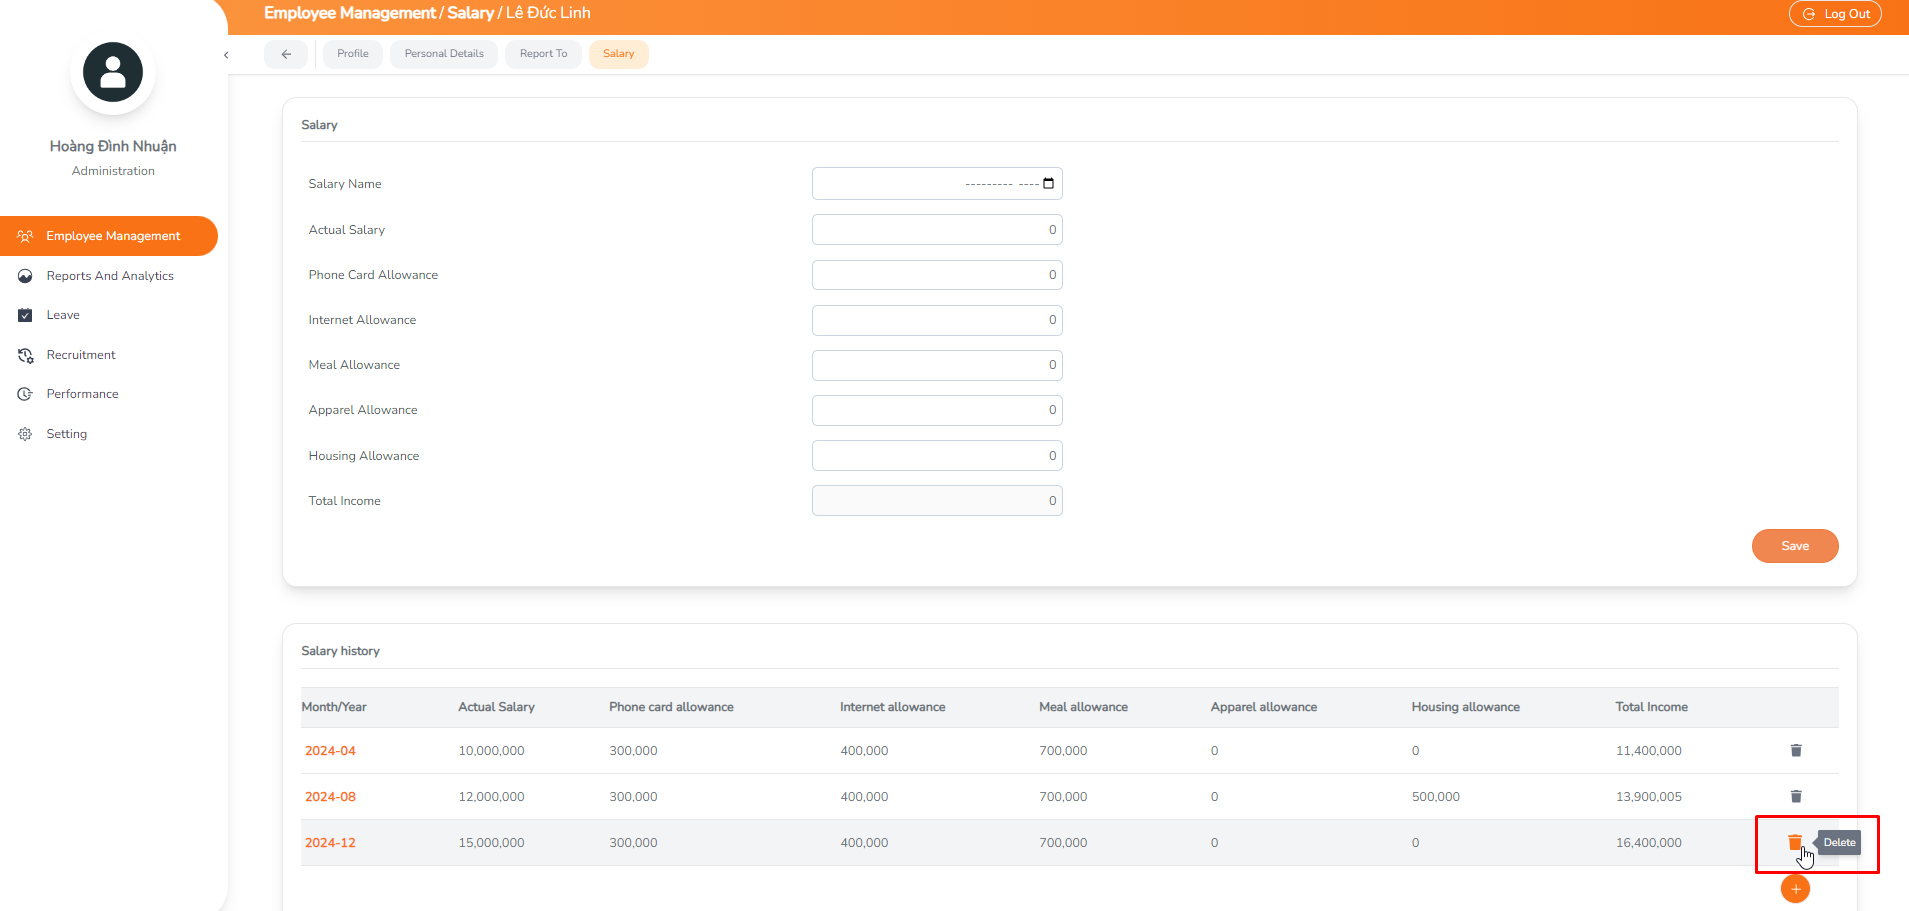 Employee Management / Salary / Lê Đức Linh
Log Out
Profile
Personal Details
Report To
Salary
Hoàng Đình Nhuận
Administration
Employee Management
Reports And Analytics
Leave
Recruitment
Performance
Setting
Salary
Salary Name --------- ----
Actual Salary 0
Phone Card Allowance 0
Internet Allowance 0
Meal Allowance 0
Apparel Allowance 0
Housing Allowance 0
Total Income 0
Save
Salary history
Month/Year Actual Salary Phone card allowance Internet allowance Meal allowance Apparel allowance Housing allowance Total Income
2024-04 10,000,000 300,000 400,000 700,000 0 0 11,400,000
2024-08 12,000,000 300,000 400,000 700,000 0 500,000 13,900,005
2024-12 15,000,000 300,000 400,000 700,000 0 0 16,400,000
Delete